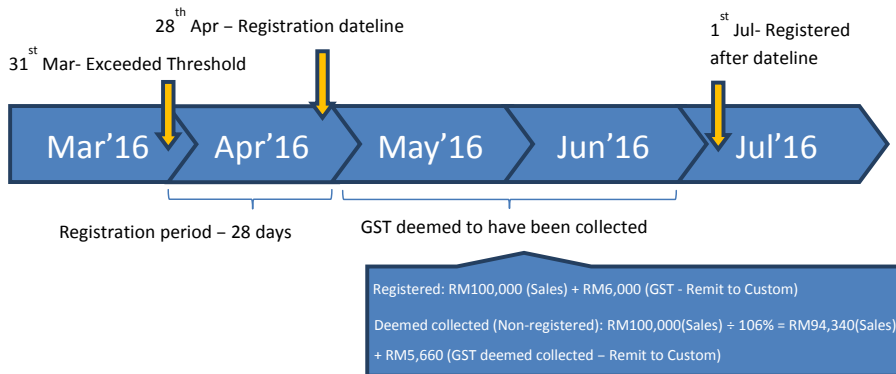 28th Apr – Registration dateline
1st Jul- Registered
after dateline
31st Mar- Exceeded Threshold
Mar'16
Apr'16
May'16
Jun'16
Jul'16
Registration period – 28 days
GST deemed to have been collected
Registered: RM100,000 (Sales) + RM6,000 (GST - Remit to Custom)
Deemed collected (Non-registered): RM100,000(Sales) ÷ 106% = RM94,340(Sales)
+ RM5,660 (GST deemed collected – Remit to Custom)